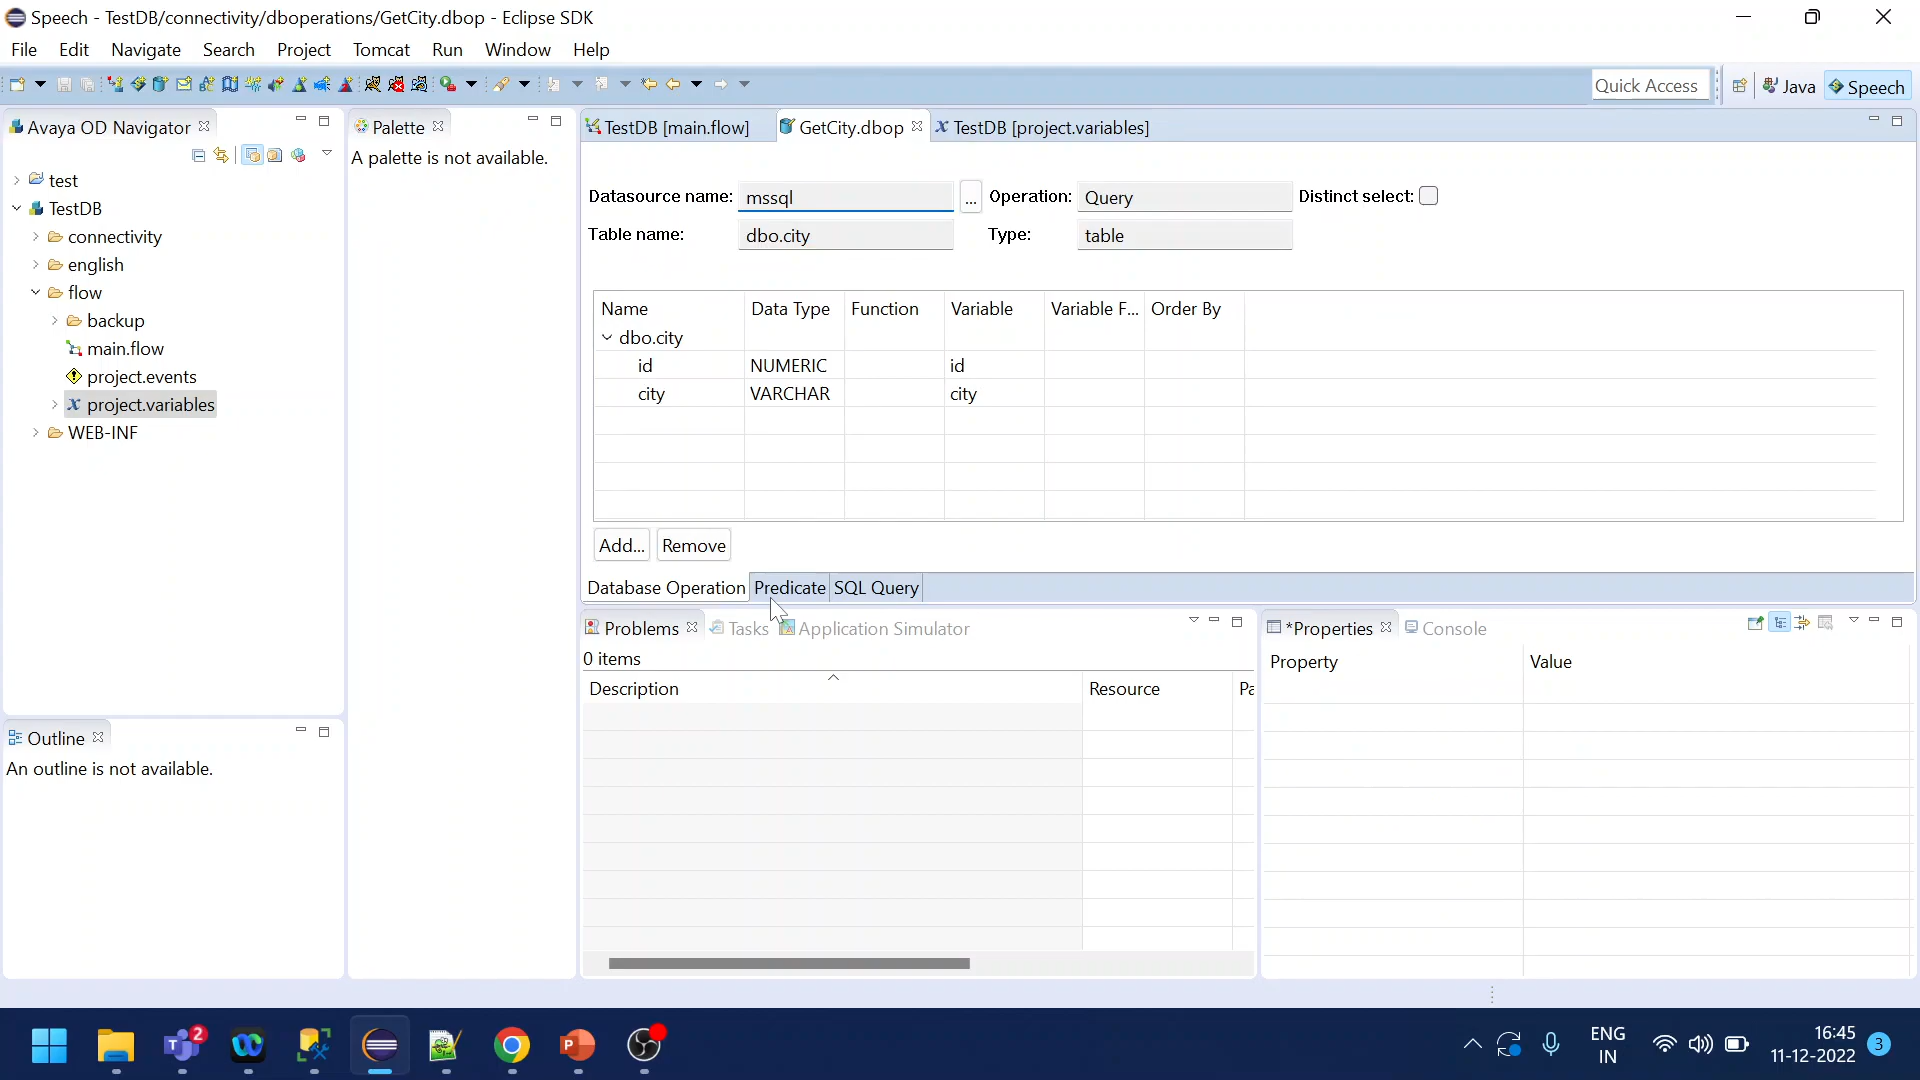 Speech - TestDB/connectivity/dboperations/GetCity.dbop - Eclipse SDK
File Edit Navigate Search Project Tomcat Run Window Help
Quick Access Java Speech
Avaya OD Navigator
Palette
TestDB [main.flow] GetCity.dbop x TestDB [project.variables]
A palette is not available.
test
TestDB
connectivity
english
flow
backup
main.flow
project.events
x project.variables
WEB-INF
Datasource name: mssql ... Operation: Query Distinct select:
Table name: dbo.city Type: table
Name Data Type Function Variable Variable F... Order By
dbo.city
id NUMERIC id
city VARCHAR city
Add... Remove
Database Operation Predicate SQL Query
Problems Tasks Application Simulator
0 items
Description Resource Pa
*Properties Console
Property Value
Outline
An outline is not available.
2
ENG
IN
16:45
11-12-2022
3